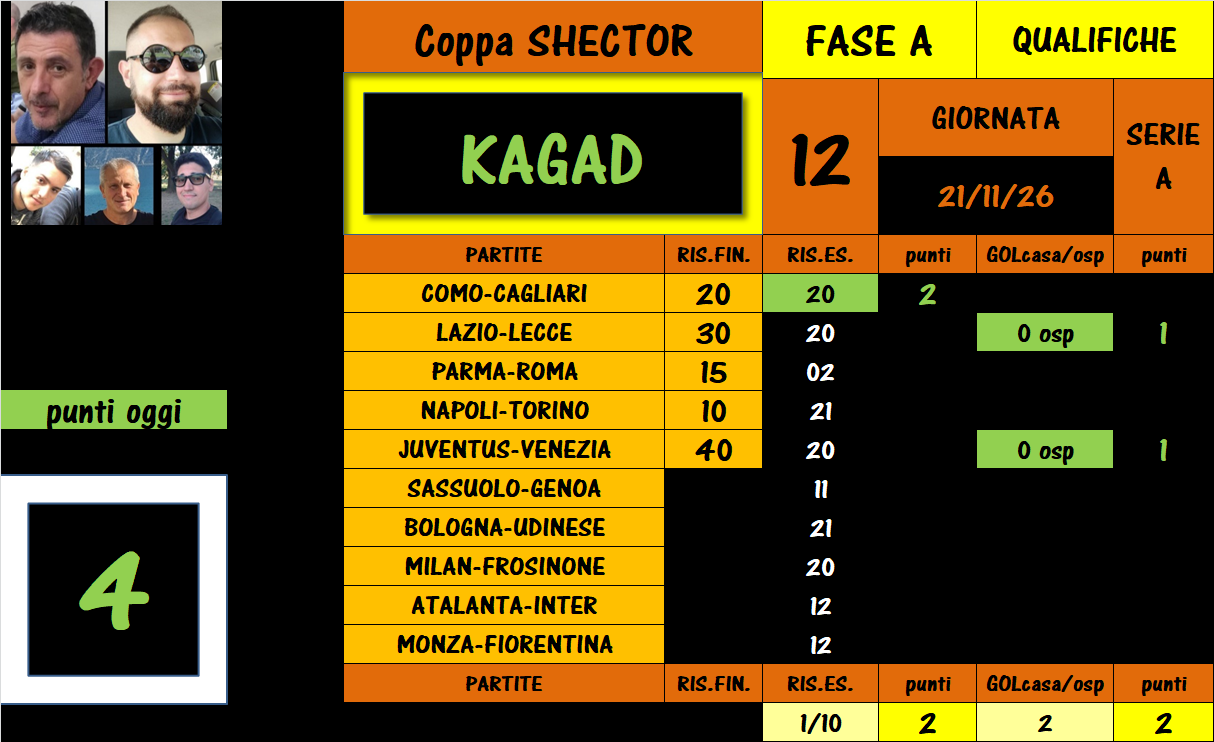 Coppa SHECTOR FASE A QUALIFICHE
KAGAD 12 GIORNATA SERIE A
21/11/26
PARTITE RIS.FIN. RIS.ES. punti GOLcasa/osp punti
COMO-CAGLIARI 20 20 2
LAZIO-LECCE 30 20 0 osp 1
PARMA-ROMA 15 02
NAPOLI-TORINO 10 21
JUVENTUS-VENEZIA 40 20 0 osp 1
SASSUOLO-GENOA 11
BOLOGNA-UDINESE 21
MILAN-FROSINONE 20
ATALANTA-INTER 12
MONZA-FIORENTINA 12
PARTITE RIS.FIN. RIS.ES. punti GOLcasa/osp punti
1/10 2 2 2
punti oggi
4